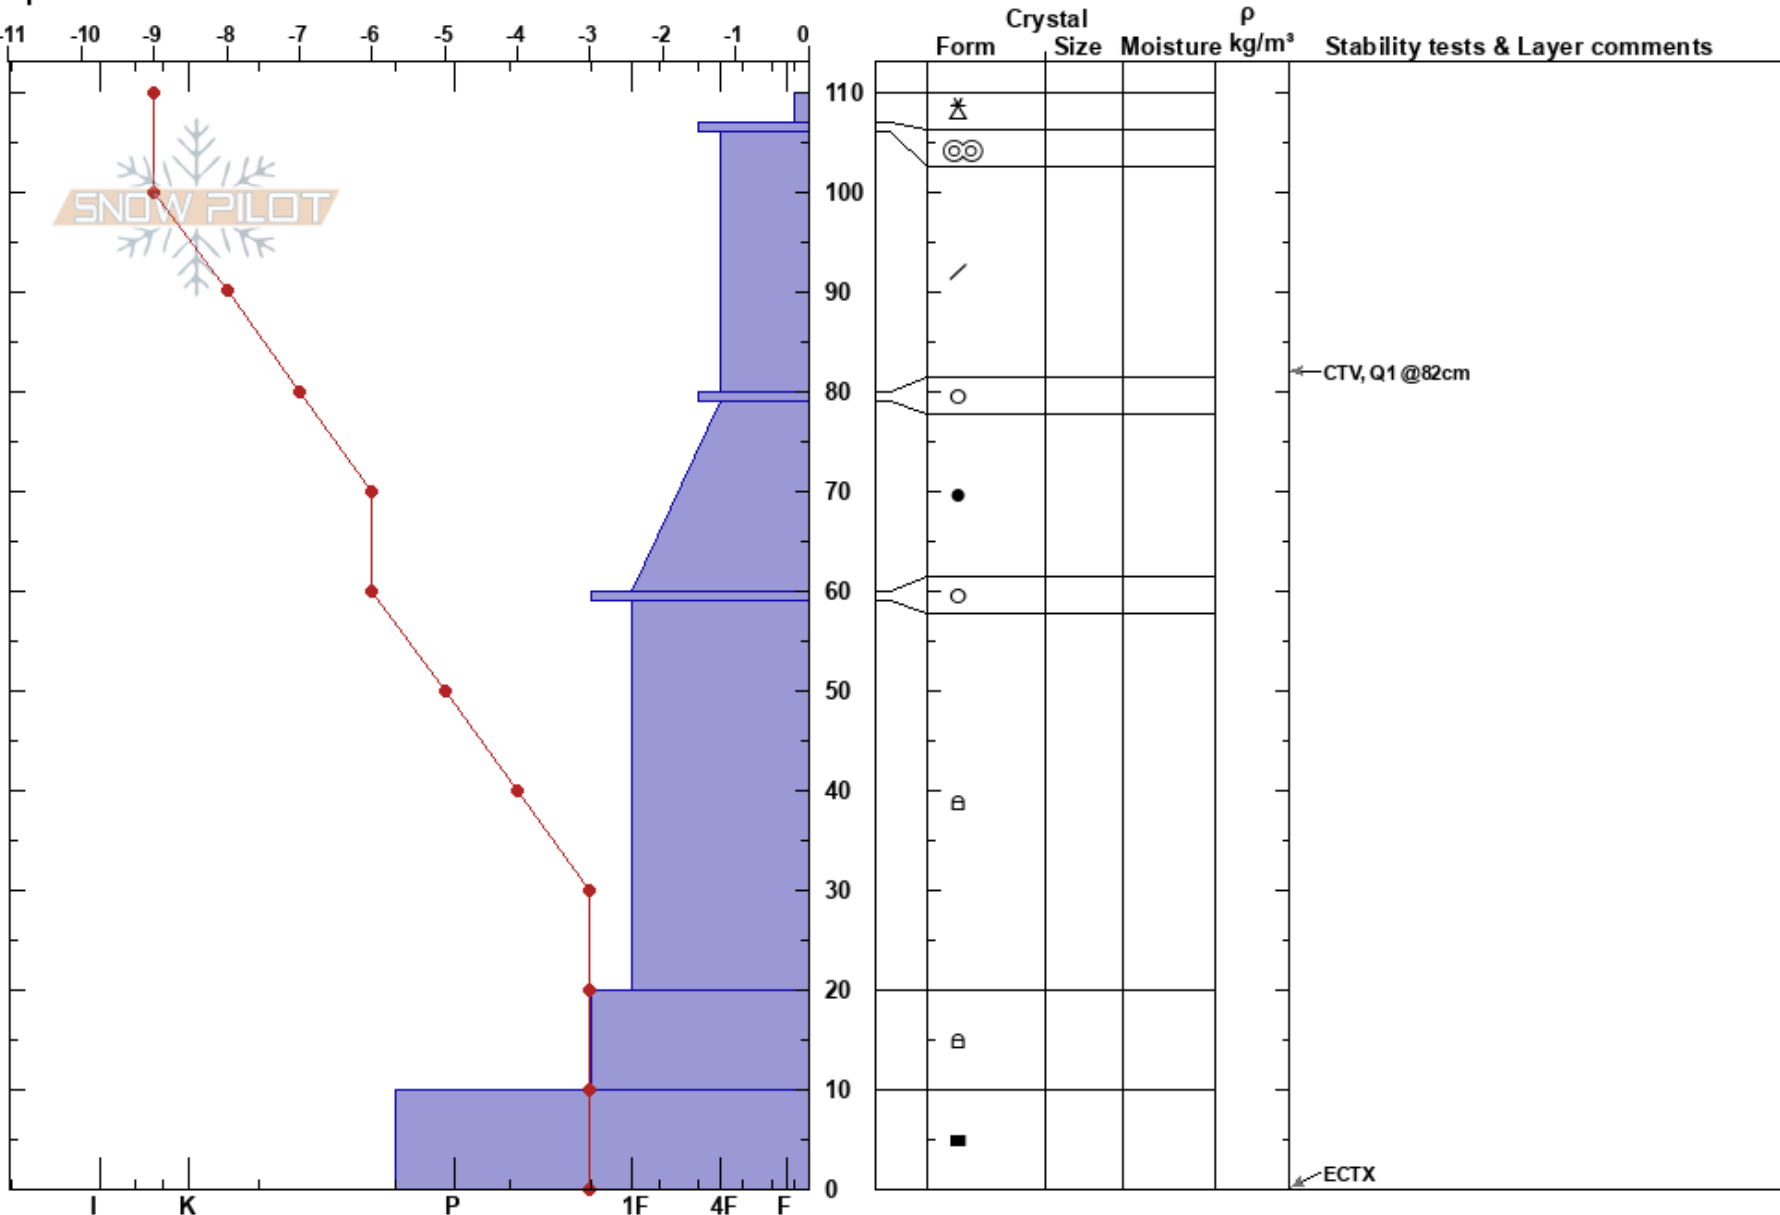 Crystal ρ
Form Size Moisture kg/m³ Stability tests & Layer comments
-11 -10 -9 -8 -7 -6 -5 -4 -3 -2 -1 0
110
SNOW PILOT
100
90
CTV, Q1 @82cm
80
70
60
50
40
30
20
10
ECTX
0
I K P 1F 4F F